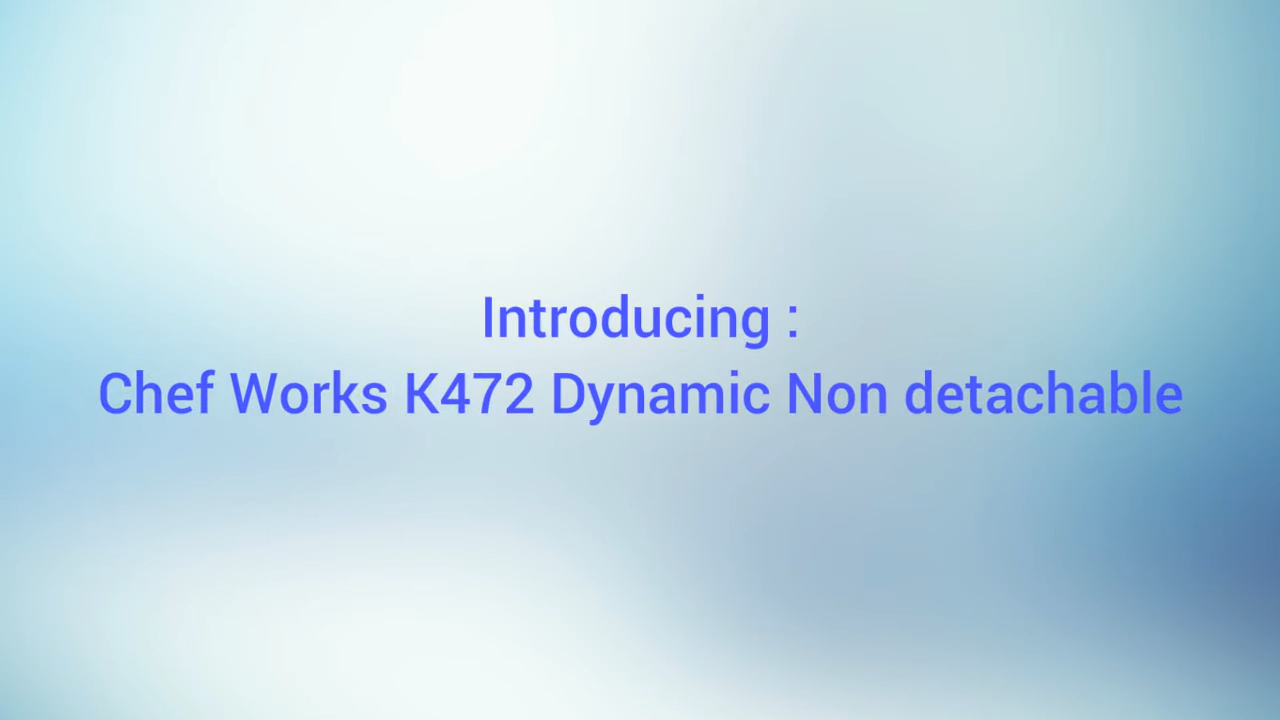 Introducing :
Chef Works K472 Dynamic Non detachable